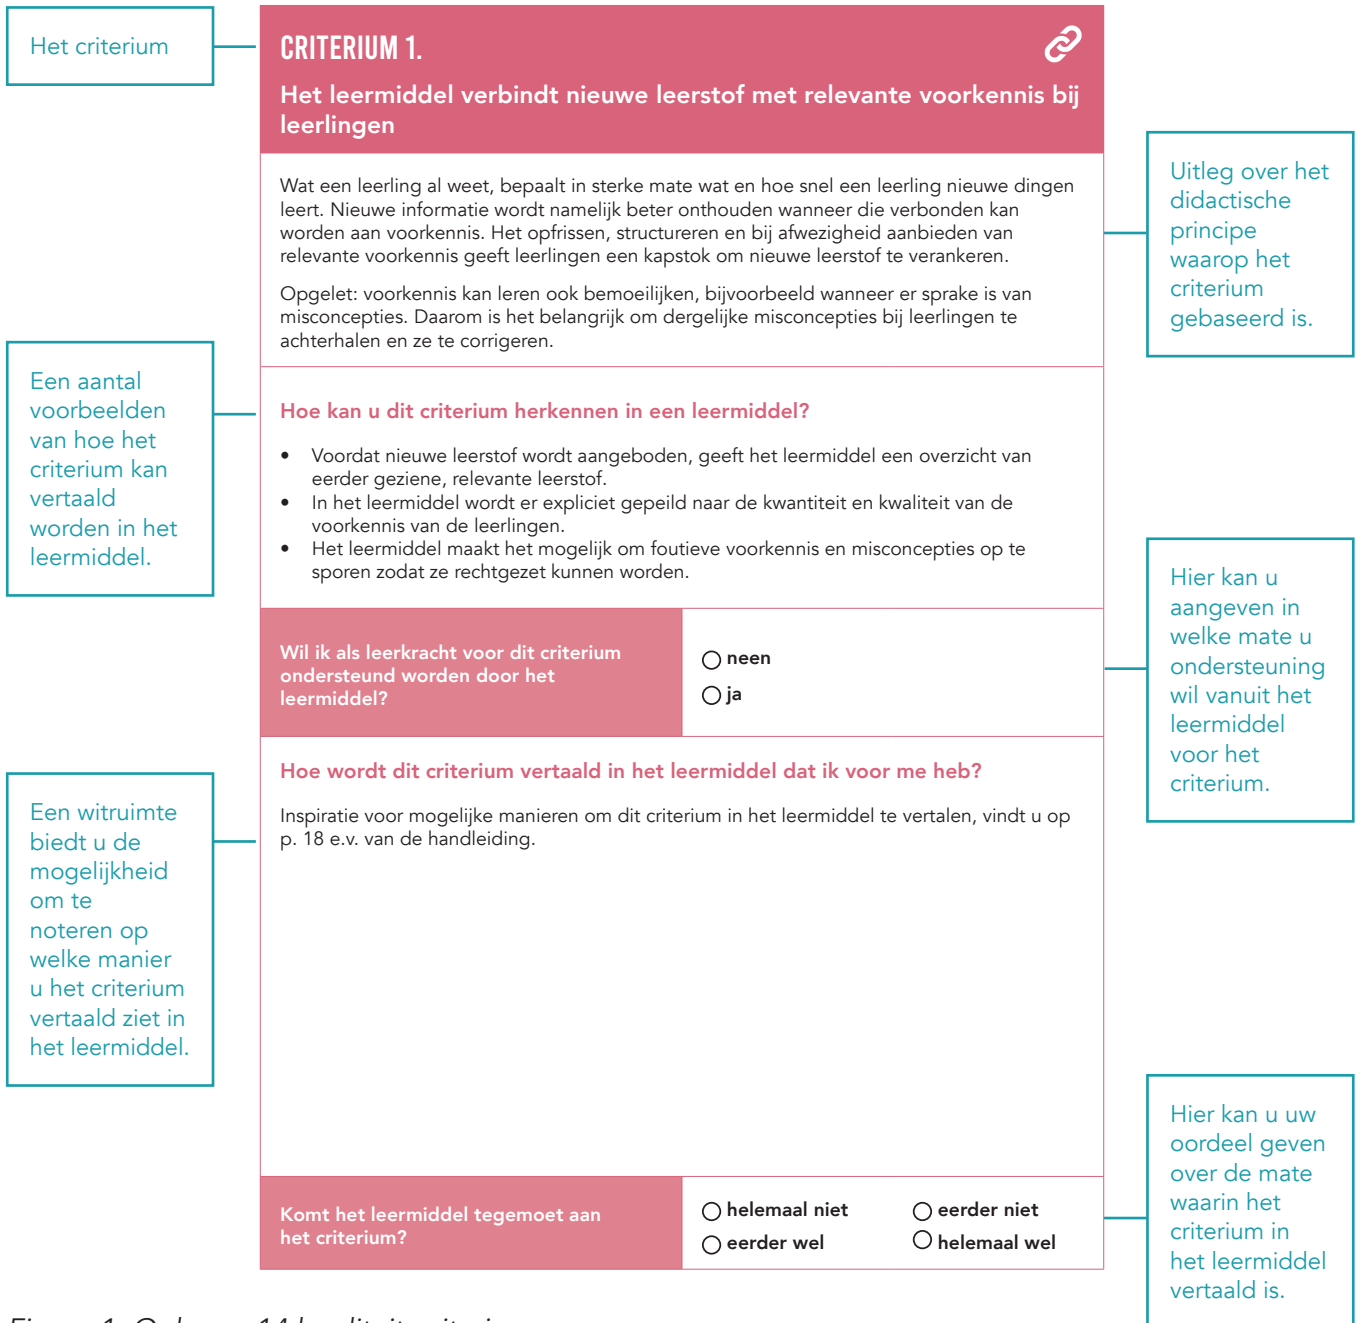 Het criterium
CRITERIUM 1.
Het leermiddel verbindt nieuwe leerstof met relevante voorkennis bij
leerlingen
Wat een leerling al weet, bepaalt in sterke mate wat en hoe snel een leerling nieuwe dingen
leert. Nieuwe informatie wordt namelijk beter onthouden wanneer die verbonden kan
worden aan voorkennis. Het opfrissen, structureren en bij afwezigheid aanbieden van
relevante voorkennis geeft leerlingen een kapstok om nieuwe leerstof te verankeren.
Opgelet: voorkennis kan leren ook bemoeilijken, bijvoorbeeld wanneer er sprake is van
misconcepties. Daarom is het belangrijk om dergelijke misconcepties bij leerlingen te
achterhalen en ze te corrigeren.
Uitleg over het
didactische
principe
waarop het
criterium
gebaseerd is.
Een aantal
voorbeelden
van hoe het
criterium kan
vertaald
worden in het
leermiddel.
Hoe kan u dit criterium herkennen in een leermiddel?
• Voordat nieuwe leerstof wordt aangeboden, geeft het leermiddel een overzicht van
eerder geziene, relevante leerstof.
• In het leermiddel wordt er expliciet gepeild naar de kwantiteit en kwaliteit van de
voorkennis van de leerlingen.
• Het leermiddel maakt het mogelijk om foutieve voorkennis en misconcepties op te
sporen zodat ze rechtgezet kunnen worden.
Wil ik als leerkracht voor dit criterium
ondersteund worden door het
leermiddel?
neen
ja
Hier kan u
aangeven in
welke mate u
ondersteuning
wil vanuit het
leermiddel
voor het
criterium.
Een witruimte
biedt u de
mogelijkheid
om te
noteren op
welke manier
u het criterium
vertaald ziet in
het leermiddel.
Hoe wordt dit criterium vertaald in het leermiddel dat ik voor me heb?
Inspiratie voor mogelijke manieren om dit criterium in het leermiddel te vertalen, vindt u op
p. 18 e.v. van de handleiding.
Komt het leermiddel tegemoet aan
het criterium?
helemaal niet eerder niet
eerder wel helemaal wel
Hier kan u uw
oordeel geven
over de mate
waarin het
criterium in
het leermiddel
vertaald is.